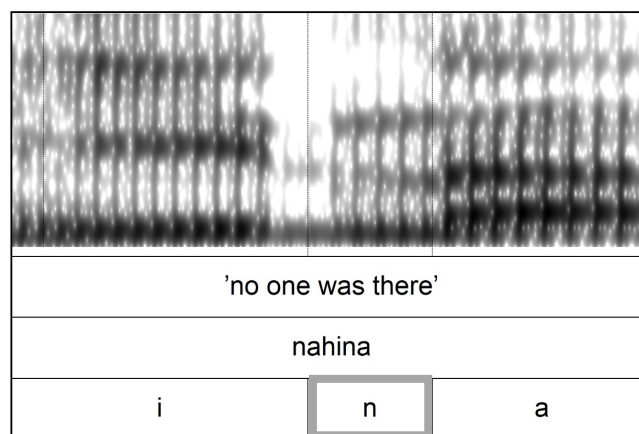 ’no one was there’
nahina
i n a